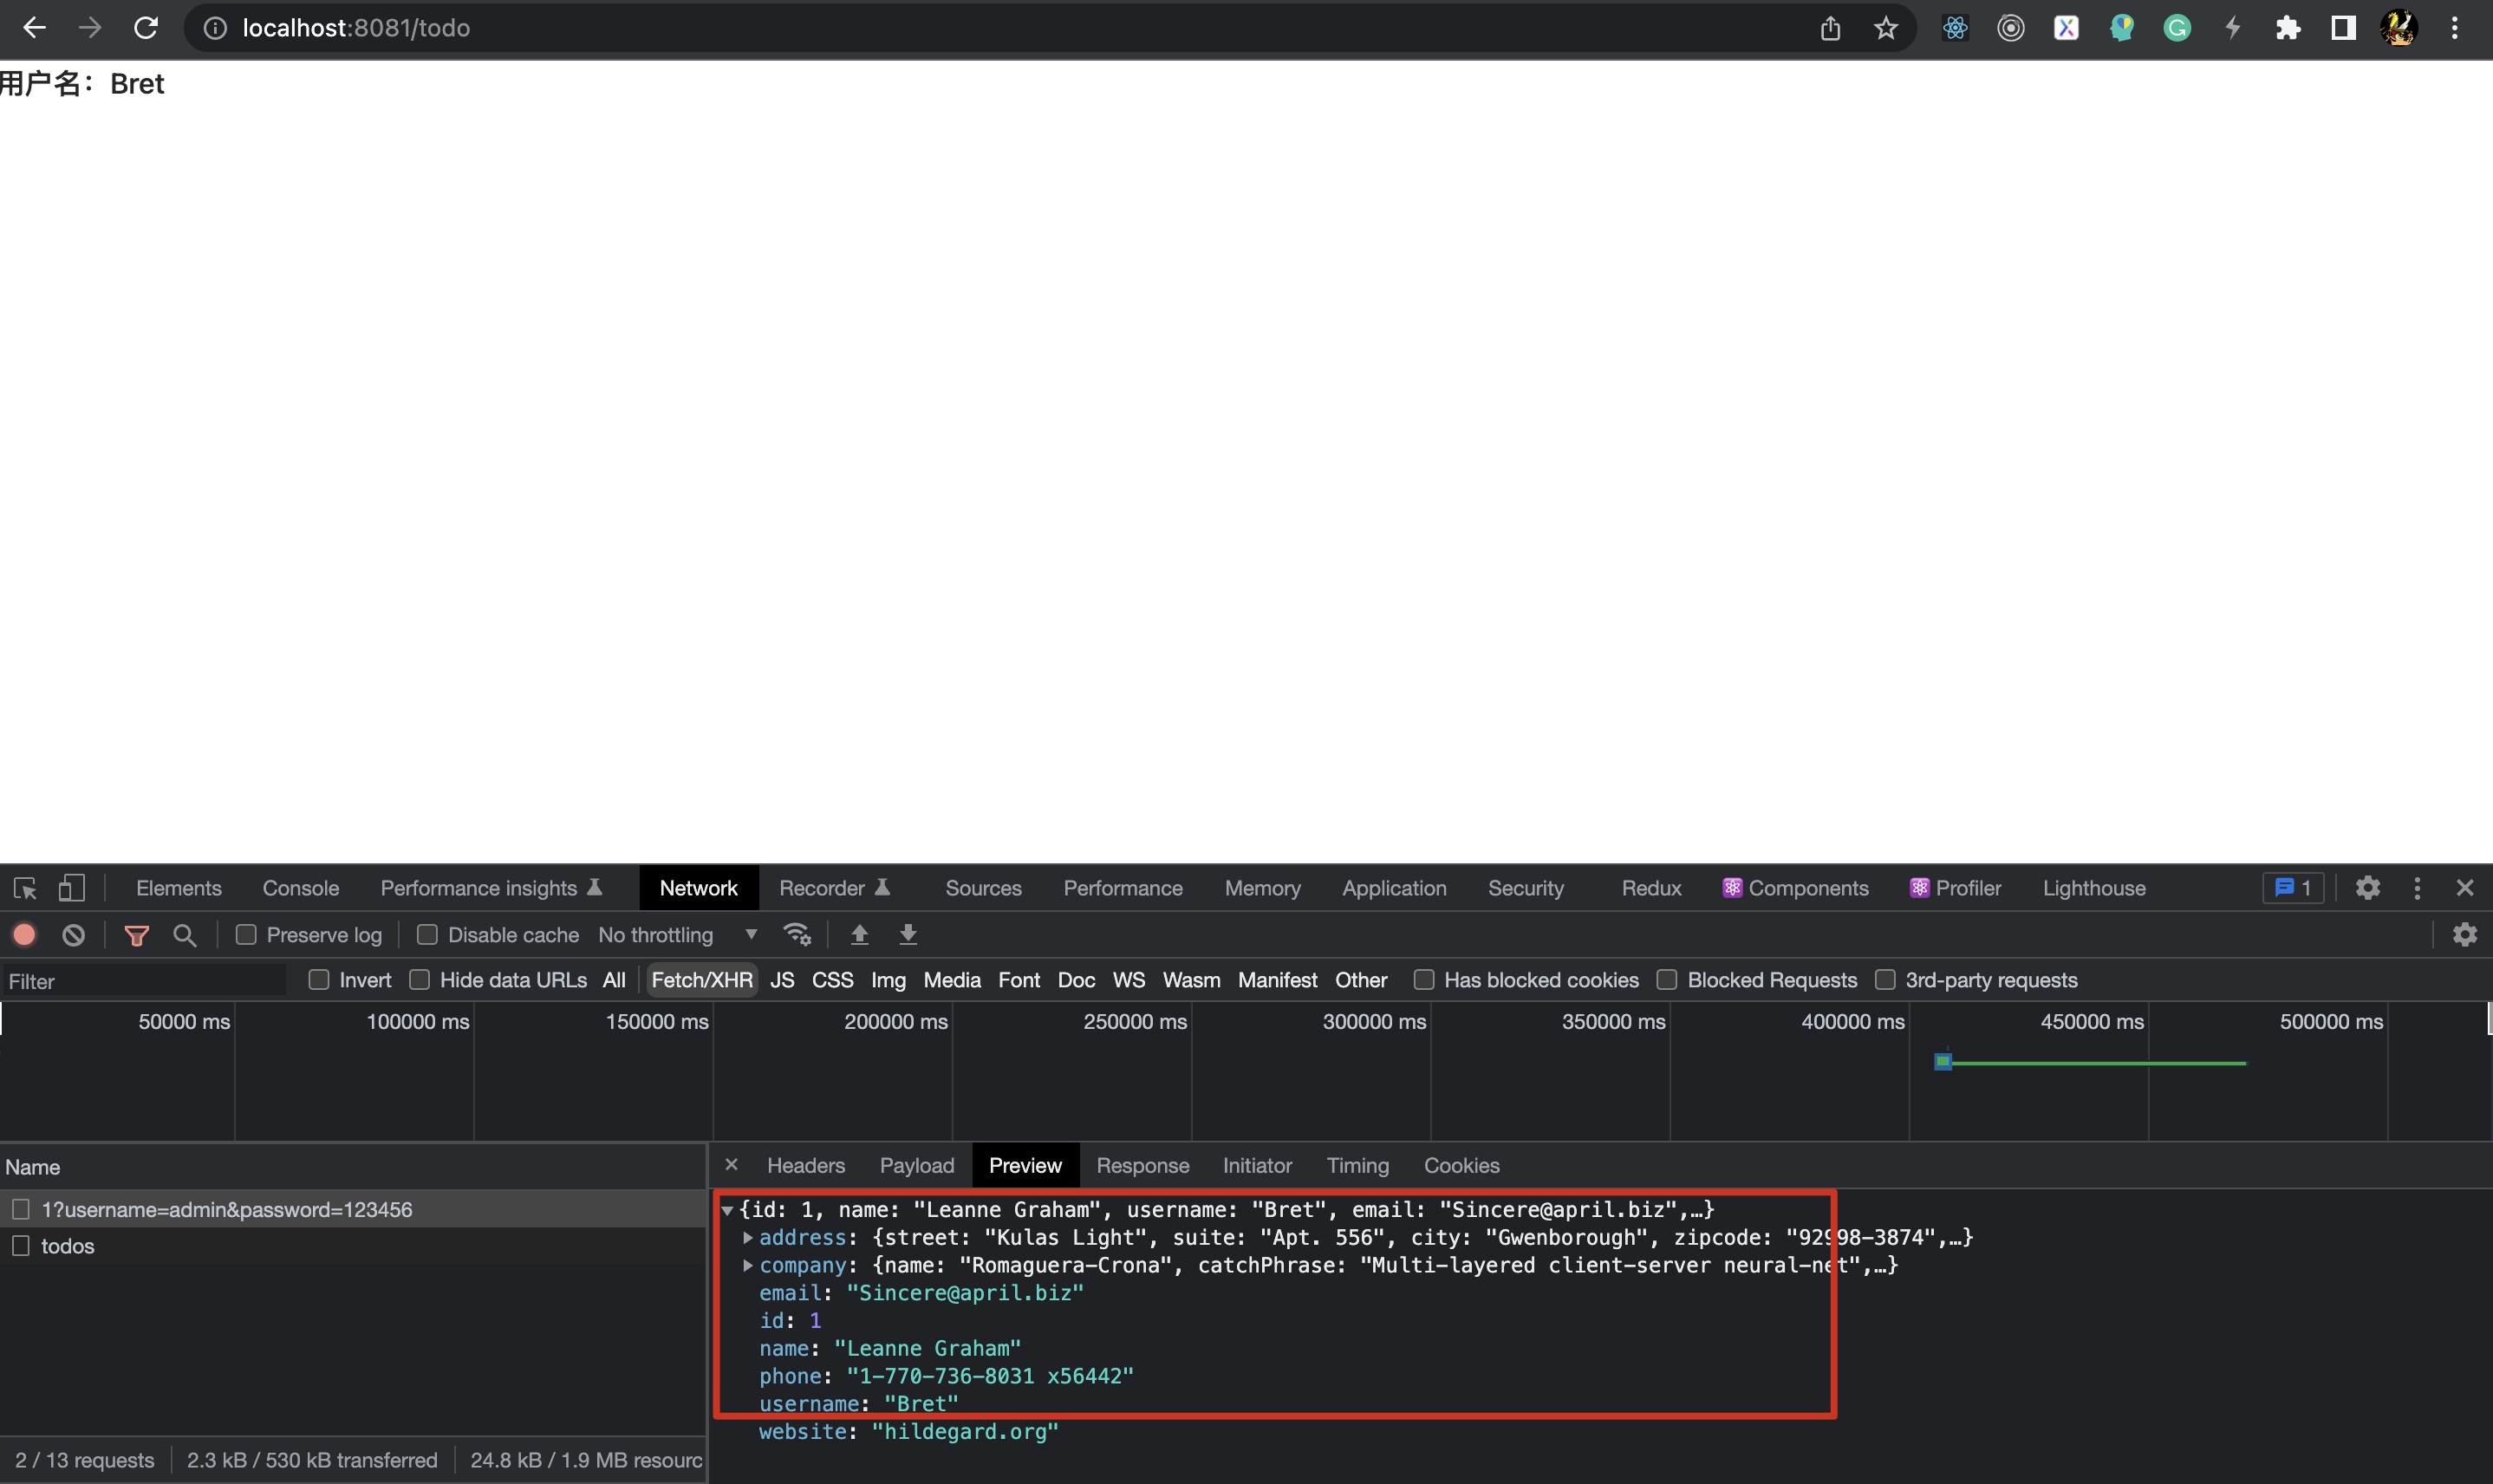 localhost:8081/todo
用户名：Bret
Elements Console Performance insights Network Recorder Sources Performance Memory Application Security Redux Components Profiler Lighthouse 1
Preserve log Disable cache No throttling
Filter Invert Hide data URLs All Fetch/XHR JS CSS Img Media Font Doc WS Wasm Manifest Other Has blocked cookies Blocked Requests 3rd-party requests
50000 ms 100000 ms 150000 ms 200000 ms 250000 ms 300000 ms 350000 ms 400000 ms 450000 ms 500000 ms
Name
1?username=admin&password=123456
todos
2 / 13 requests 2.3 kB / 530 kB transferred 24.8 kB / 1.9 MB resourc
Headers Payload Preview Response Initiator Timing Cookies
{id: 1, name: "Leanne Graham", username: "Bret", email: "Sincere@april.biz",…}
address: {street: "Kulas Light", suite: "Apt. 556", city: "Gwenborough", zipcode: "92998-3874",…}
company: {name: "Romaguera-Crona", catchPhrase: "Multi-layered client-server neural-net",…}
email: "Sincere@april.biz"
id: 1
name: "Leanne Graham"
phone: "1-770-736-8031 x56442"
username: "Bret"
website: "hildegard.org"